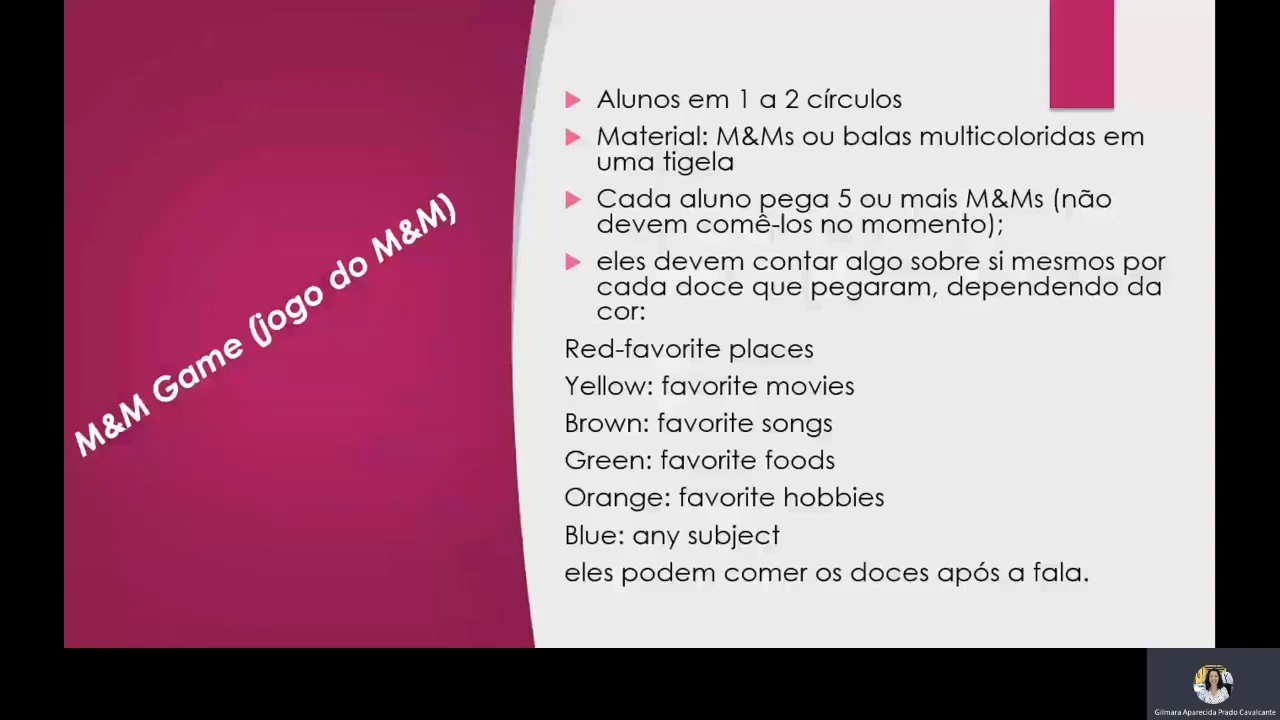 M&M Game (jogo do M&M)
Alunos em 1 a 2 círculos
Material: M&Ms ou balas multicoloridas em
uma tigela
Cada aluno pega 5 ou mais M&Ms (não
devem comê-los no momento);
eles devem contar algo sobre si mesmos por
cada doce que pegaram, dependendo da
cor:
Red-favorite places
Yellow: favorite movies
Brown: favorite songs
Green: favorite foods
Orange: favorite hobbies
Blue: any subject
eles podem comer os doces após a fala.
Gilmara Aparecida Prado Cavalcante